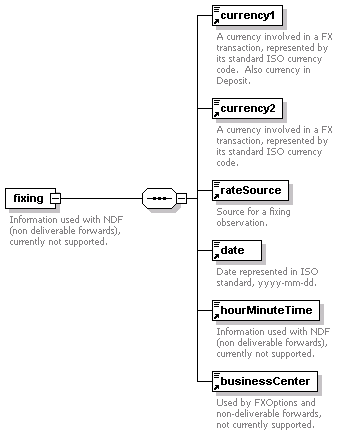 currency1
A currency involved in a FX
transaction, represented by
its standard ISO currency
code.  Also currency in
Deposit.
currency2
A currency involved in a FX
transaction, represented by
its standard ISO currency
code.
fixing
Information used with NDF
(non deliverable forwards),
currently not supported.
rateSource
Source for a fixing
observation.
date
Date represented in ISO
standard, yyyy-mm-dd.
hourMinuteTime
Information used with NDF
(non deliverable forwards),
currently not supported.
businessCenter
Used by FXOptions and
non-deliverable forwards,
not currently supported.